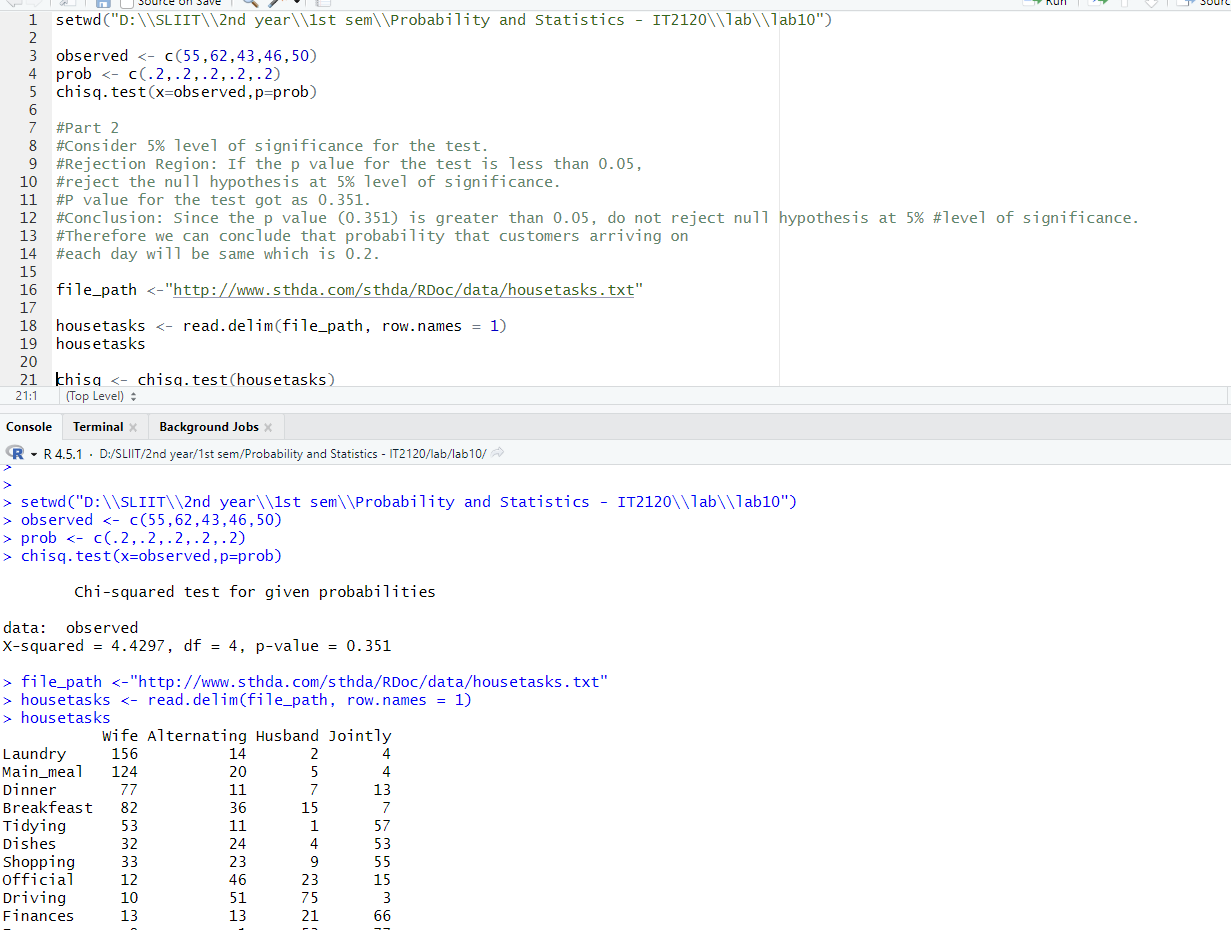 Source on Save Run Sourc
1 setwd("D:\\SLIIT\\2nd year\\1st sem\\Probability and Statistics - IT2120\\lab\\lab10")
2
3 observed <- c(55,62,43,46,50)
4 prob <- c(.2,.2,.2,.2,.2)
5 chisq.test(x=observed,p=prob)
6
7 #Part 2
8 #Consider 5% level of significance for the test.
9 #Rejection Region: If the p value for the test is less than 0.05,
10 #reject the null hypothesis at 5% level of significance.
11 #P value for the test got as 0.351.
12 #Conclusion: Since the p value (0.351) is greater than 0.05, do not reject null hypothesis at 5% #level of significance.
13 #Therefore we can conclude that probability that customers arriving on
14 #each day will be same which is 0.2.
15
16 file_path <-"http://www.sthda.com/sthda/RDoc/data/housetasks.txt"
17
18 housetasks <- read.delim(file_path, row.names = 1)
19 housetasks
20
21 chisq <- chisq.test(housetasks)
21:1 (Top Level)
Console Terminal Background Jobs
R 4.5.1 · D:/SLIIT/2nd year/1st sem/Probability and Statistics - IT2120/lab/lab10/
>
>
> setwd("D:\\SLIIT\\2nd year\\1st sem\\Probability and Statistics - IT2120\\lab\\lab10")
> observed <- c(55,62,43,46,50)
> prob <- c(.2,.2,.2,.2,.2)
> chisq.test(x=observed,p=prob)
Chi-squared test for given probabilities
data: observed
X-squared = 4.4297, df = 4, p-value = 0.351
> file_path <-"http://www.sthda.com/sthda/RDoc/data/housetasks.txt"
> housetasks <- read.delim(file_path, row.names = 1)
> housetasks
Wife Alternating Husband Jointly
Laundry 156 14 2 4
Main_meal 124 20 5 4
Dinner 77 11 7 13
Breakfeast 82 36 15 7
Tidying 53 11 1 57
Dishes 32 24 4 53
Shopping 33 23 9 55
Official 12 46 23 15
Driving 10 51 75 3
Finances 13 13 21 66